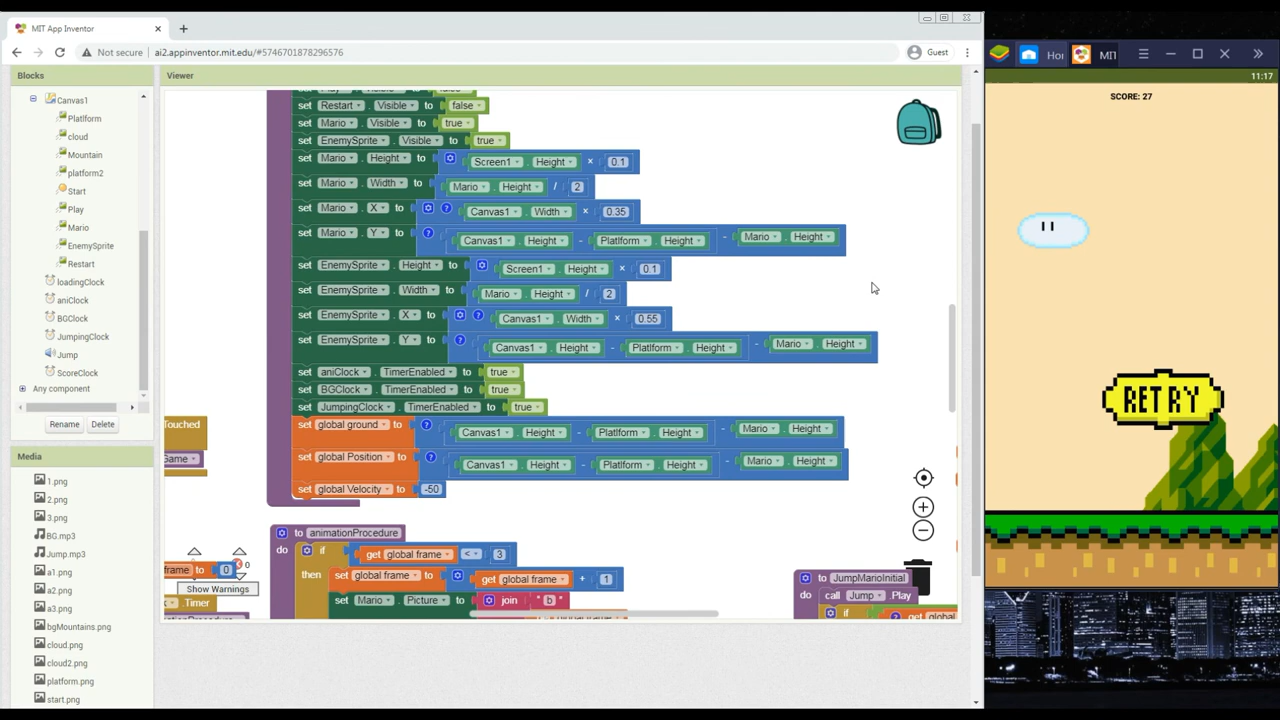 MIT App Inventor
Not secure ai2.appinventor.mit.edu/#5746701878296576 Guest
Blocks
Canvas1
Platlform
cloud
Mountain
platform2
Start
Play
Mario
EnemySprite
Restart
loadingClock
aniClock
BGClock
JumpingClock
Jump
ScoreClock
Any component
Rename Delete
Media
1.png
2.png
3.png
BG.mp3
Jump.mp3
a1.png
a2.png
a3.png
bgMountains.png
cloud.png
cloud2.png
platform.png
start.png
Viewer
set Restart . Visible to false
set Mario . Visible to true
set EnemySprite . Visible to true
set Mario . Height to Screen1 . Height × 0.1
set Mario . Width to Mario . Height / 2
set Mario . X to Canvas1 . Width × 0.35
set Mario . Y to Canvas1 . Height - Platlform . Height - Mario . Height
set EnemySprite . Height to Screen1 . Height × 0.1
set EnemySprite . Width to Mario . Height / 2
set EnemySprite . X to Canvas1 . Width × 0.55
set EnemySprite . Y to Canvas1 . Height - Platlform . Height - Mario . Height
set aniClock . TimerEnabled to true
set BGClock . TimerEnabled to true
set JumpingClock . TimerEnabled to true
set global ground to Canvas1 . Height - Platlform . Height - Mario . Height
set global Position to Canvas1 . Height - Platlform . Height - Mario . Height
set global Velocity to -50
Touched
Game
to animationProcedure
do if get global frame < 3
then set global frame to get global frame + 1
set Mario . Picture to join " b "
frame to 0
0
Show Warnings
. Timer
to JumpMarioInitial
do call Jump . Play
if
MIT
11:17
SCORE: 27
RETRY